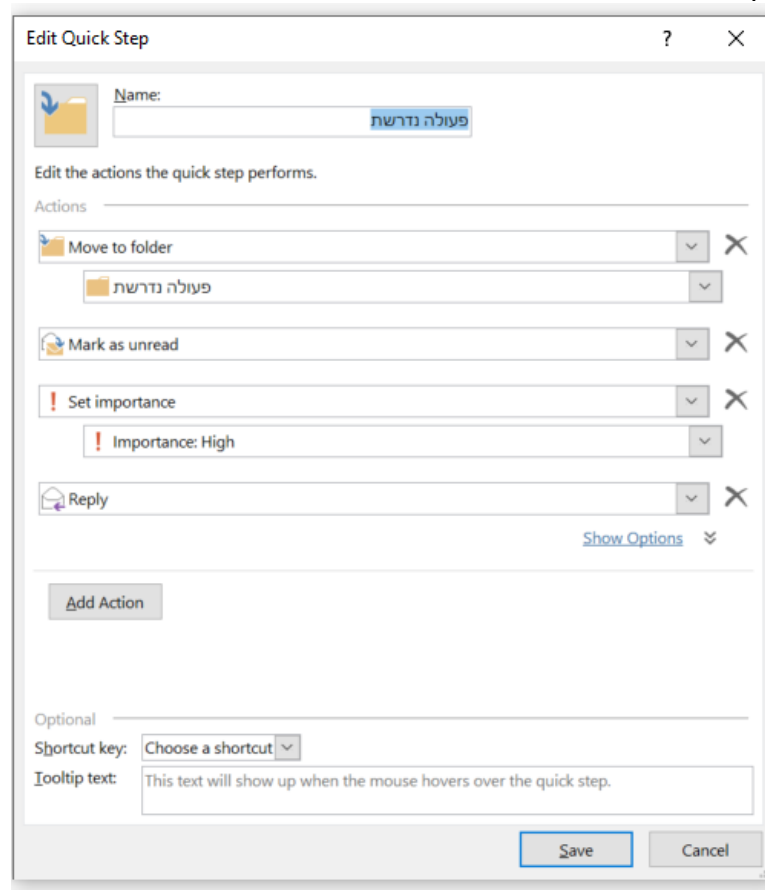 Edit Quick Step
?
Name:
פעולה נדרשת
Edit the actions the quick step performs.
Actions
Move to folder
פעולה נדרשת
Mark as unread
! Set importance
! Importance: High
Reply
Show Options
Add Action
Optional
Shortcut key: Choose a shortcut
Tooltip text: This text will show up when the mouse hovers over the quick step.
Save Cancel